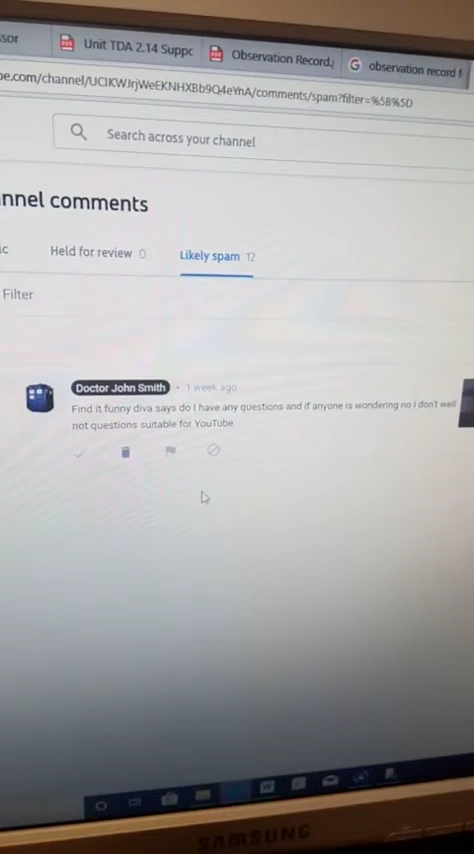 ssor
Unit TDA 2.14 Suppc
Observation Record,
observation record f
be.com/channel/UCIKWJrjWeEKNHXBb9Q4eYnA/comments/spam?filter=%5B%5D
Search across your channel
nnel comments
ic
Held for review 0
Likely spam 12
Filter
Doctor John Smith • 1 week ago
Find it funny diva says do I have any questions and if anyone is wondering no I don't well
not questions suitable for YouTube
SAMSUNG